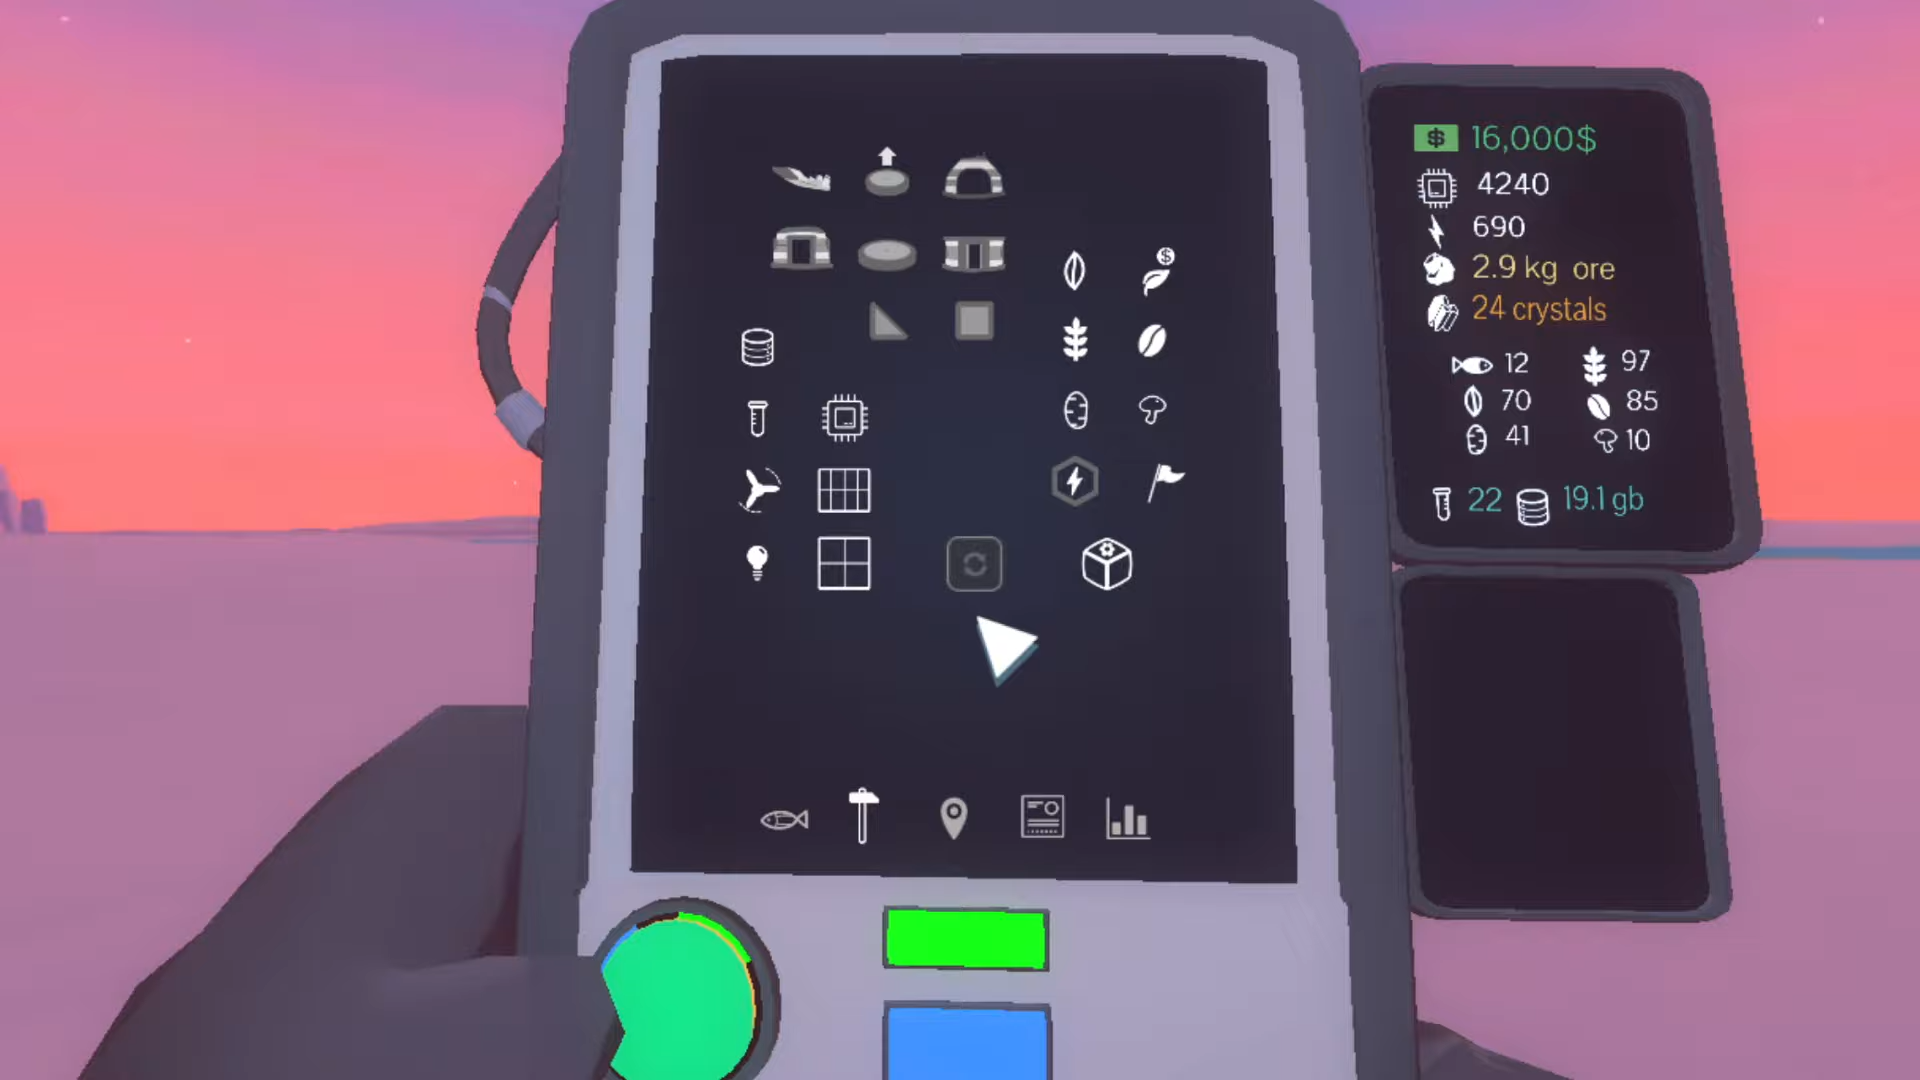 $ 16,000$
4240
690
2.9 kg ore
24 crystals
12 97
70 85
41 10
22 19.1 gb
$